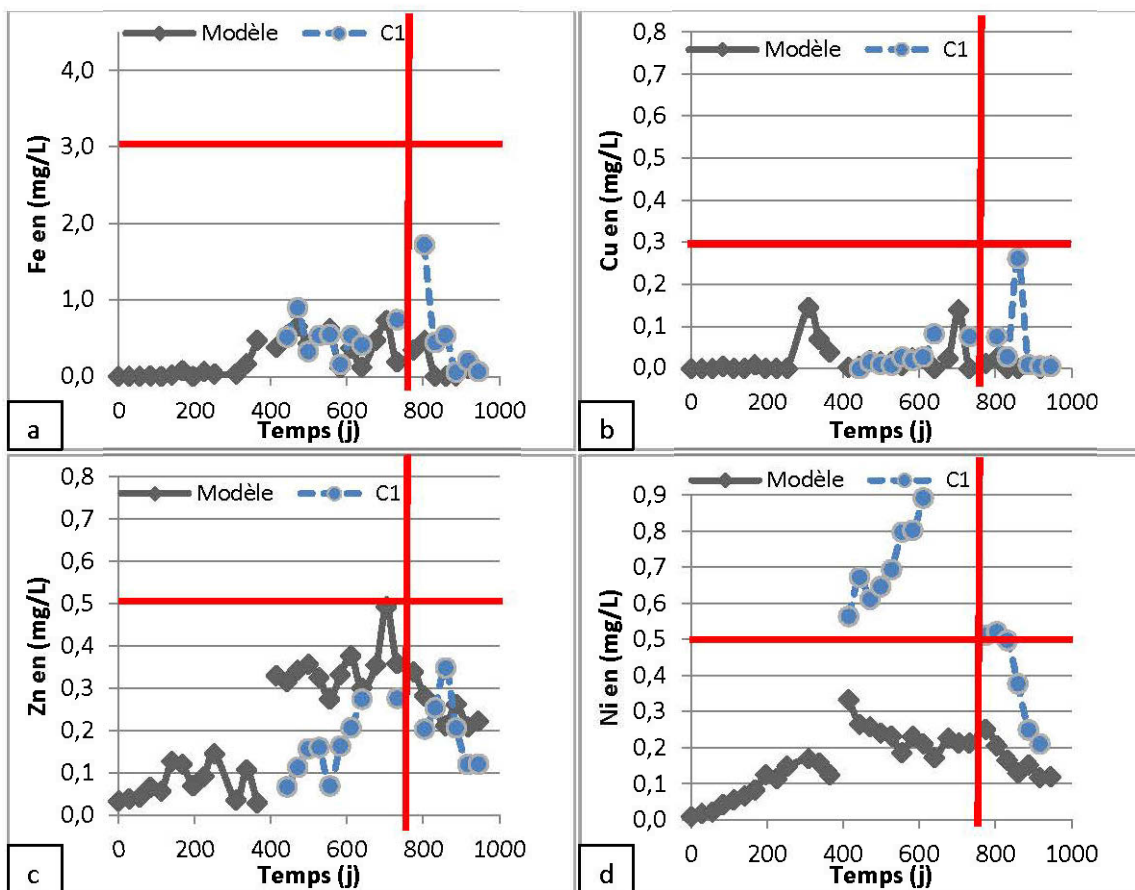 Modèle C1
4,0
3,0
2,0
1,0
0,0
Fe en (mg/L)
0 200 400 600 800 1000
Temps (j)
a
Modèle C1
0,8
0,7
0,6
0,5
0,4
0,3
0,2
0,1
0,0
Cu en (mg/L)
0 200 400 600 800 1000
Temps (j)
b
Modèle C1
0,8
0,7
0,6
0,5
0,4
0,3
0,2
0,1
0,0
Zn en (mg/L)
0 200 400 600 800 1000
Temps (j)
c
Modèle C1
0,9
0,8
0,7
0,6
0,5
0,4
0,3
0,2
0,1
0,0
Ni en (mg/L)
0 200 400 600 800 1000
Temps (j)
d